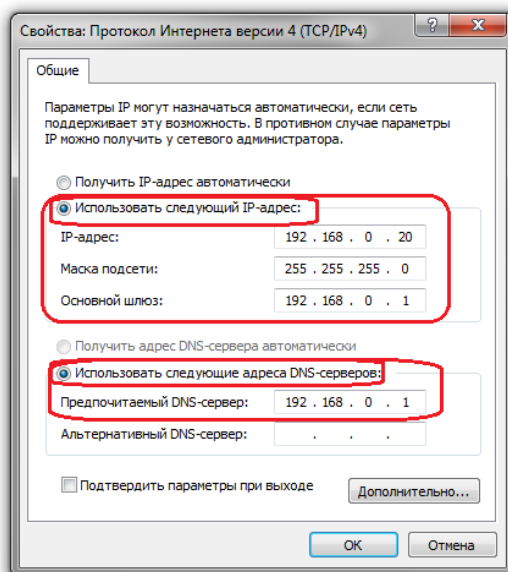 Свойства: Протокол Интернета версии 4 (TCP/IPv4)
Общие
Параметры IP могут назначаться автоматически, если сеть
поддерживает эту возможность. В противном случае параметры
IP можно получить у сетевого администратора.
Получить IP-адрес автоматически
Использовать следующий IP-адрес:
IP-адрес: 192 . 168 . 0 . 20
Маска подсети: 255 . 255 . 255 . 0
Основной шлюз: 192 . 168 . 0 . 1
Получить адрес DNS-сервера автоматически
Использовать следующие адреса DNS-серверов:
Предпочитаемый DNS-сервер: 192 . 168 . 0 . 1
Альтернативный DNS-сервер: . . .
Подтвердить параметры при выходе
Дополнительно...
ОК Отмена